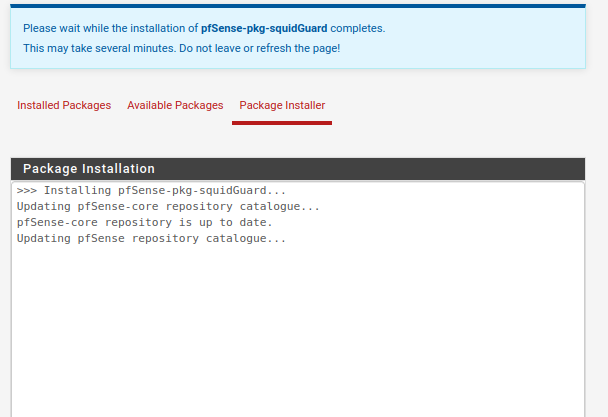 Please wait while the installation of pfSense-pkg-squidGuard completes.
This may take several minutes. Do not leave or refresh the page!
Installed Packages Available Packages Package Installer
Package Installation
>>> Installing pfSense-pkg-squidGuard...
Updating pfSense-core repository catalogue...
pfSense-core repository is up to date.
Updating pfSense repository catalogue...